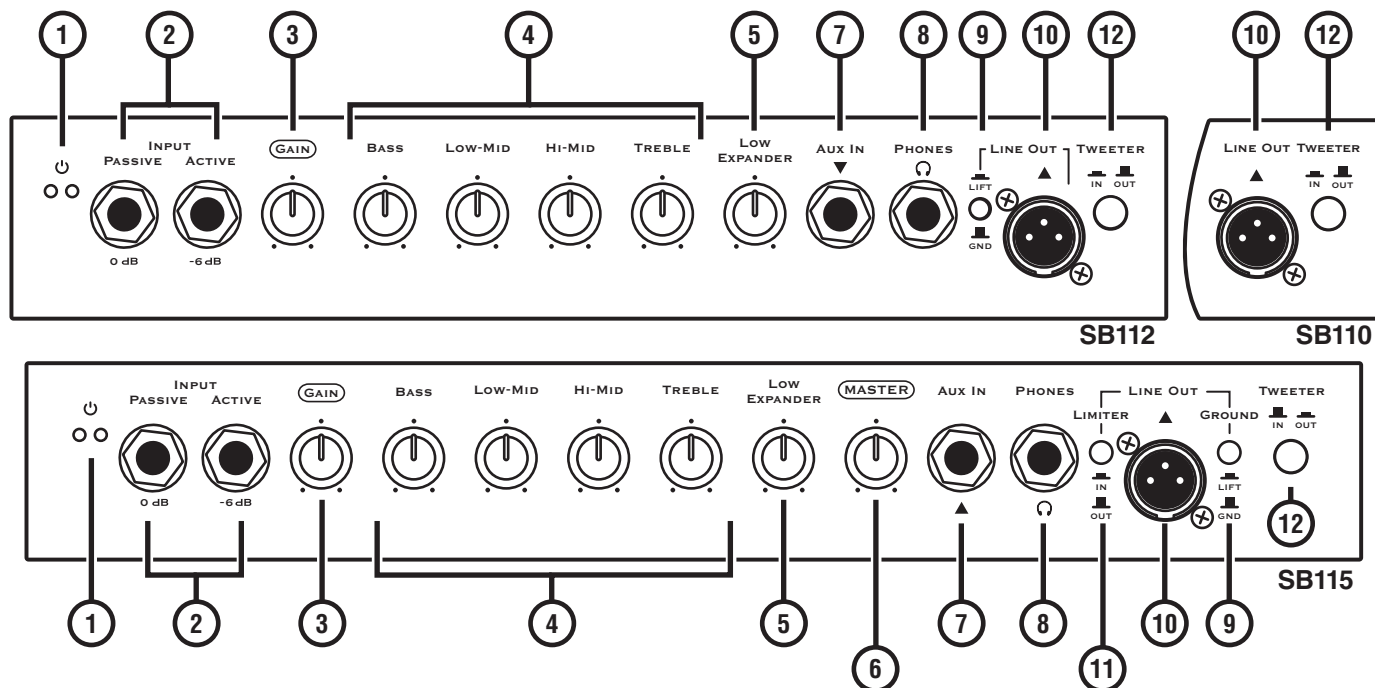 1 2 3 4 5 7 8 9 10 12
INPUT
PASSIVE ACTIVE GAIN BASS LOW-MID HI-MID TREBLE LOW EXPANDER AUX IN PHONES LINE OUT TWEETER
LIFT IN OUT
0 dB -6 dB GND
SB112
10 12
LINE OUT TWEETER
IN OUT
SB110
INPUT
PASSIVE ACTIVE GAIN BASS LOW-MID HI-MID TREBLE LOW EXPANDER MASTER AUX IN PHONES LINE OUT TWEETER
LIMITER GROUND IN OUT
0 dB -6 dB IN LIFT
OUT GND
SB115
12
1 2 3 4 5 7 8 10 9
6 11